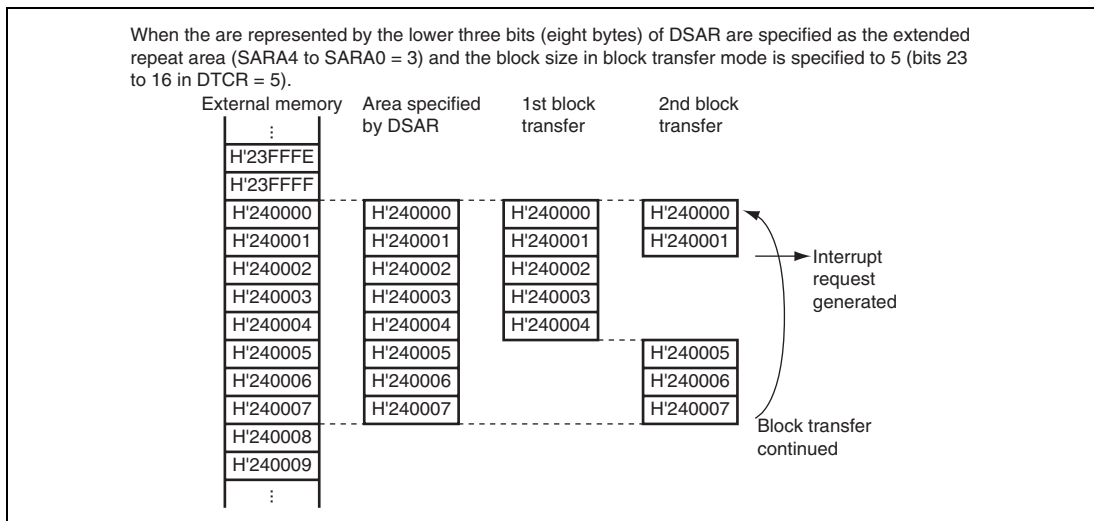 When the are represented by the lower three bits (eight bytes) of DSAR are specified as the extended
repeat area (SARA4 to SARA0 = 3) and the block size in block transfer mode is specified to 5 (bits 23
to 16 in DTCR = 5).
External memory
Area specified
by DSAR
1st block
transfer
2nd block
transfer
⋮
H'23FFFE
H'23FFFF
H'240000 H'240000 H'240000 H'240000
H'240001 H'240001 H'240001 H'240001
H'240002 H'240002 H'240002
H'240003 H'240003 H'240003
H'240004 H'240004 H'240004
H'240005 H'240005 H'240005
H'240006 H'240006 H'240006
H'240007 H'240007 H'240007
H'240008
H'240009
⋮
Interrupt
request
generated
Block transfer
continued